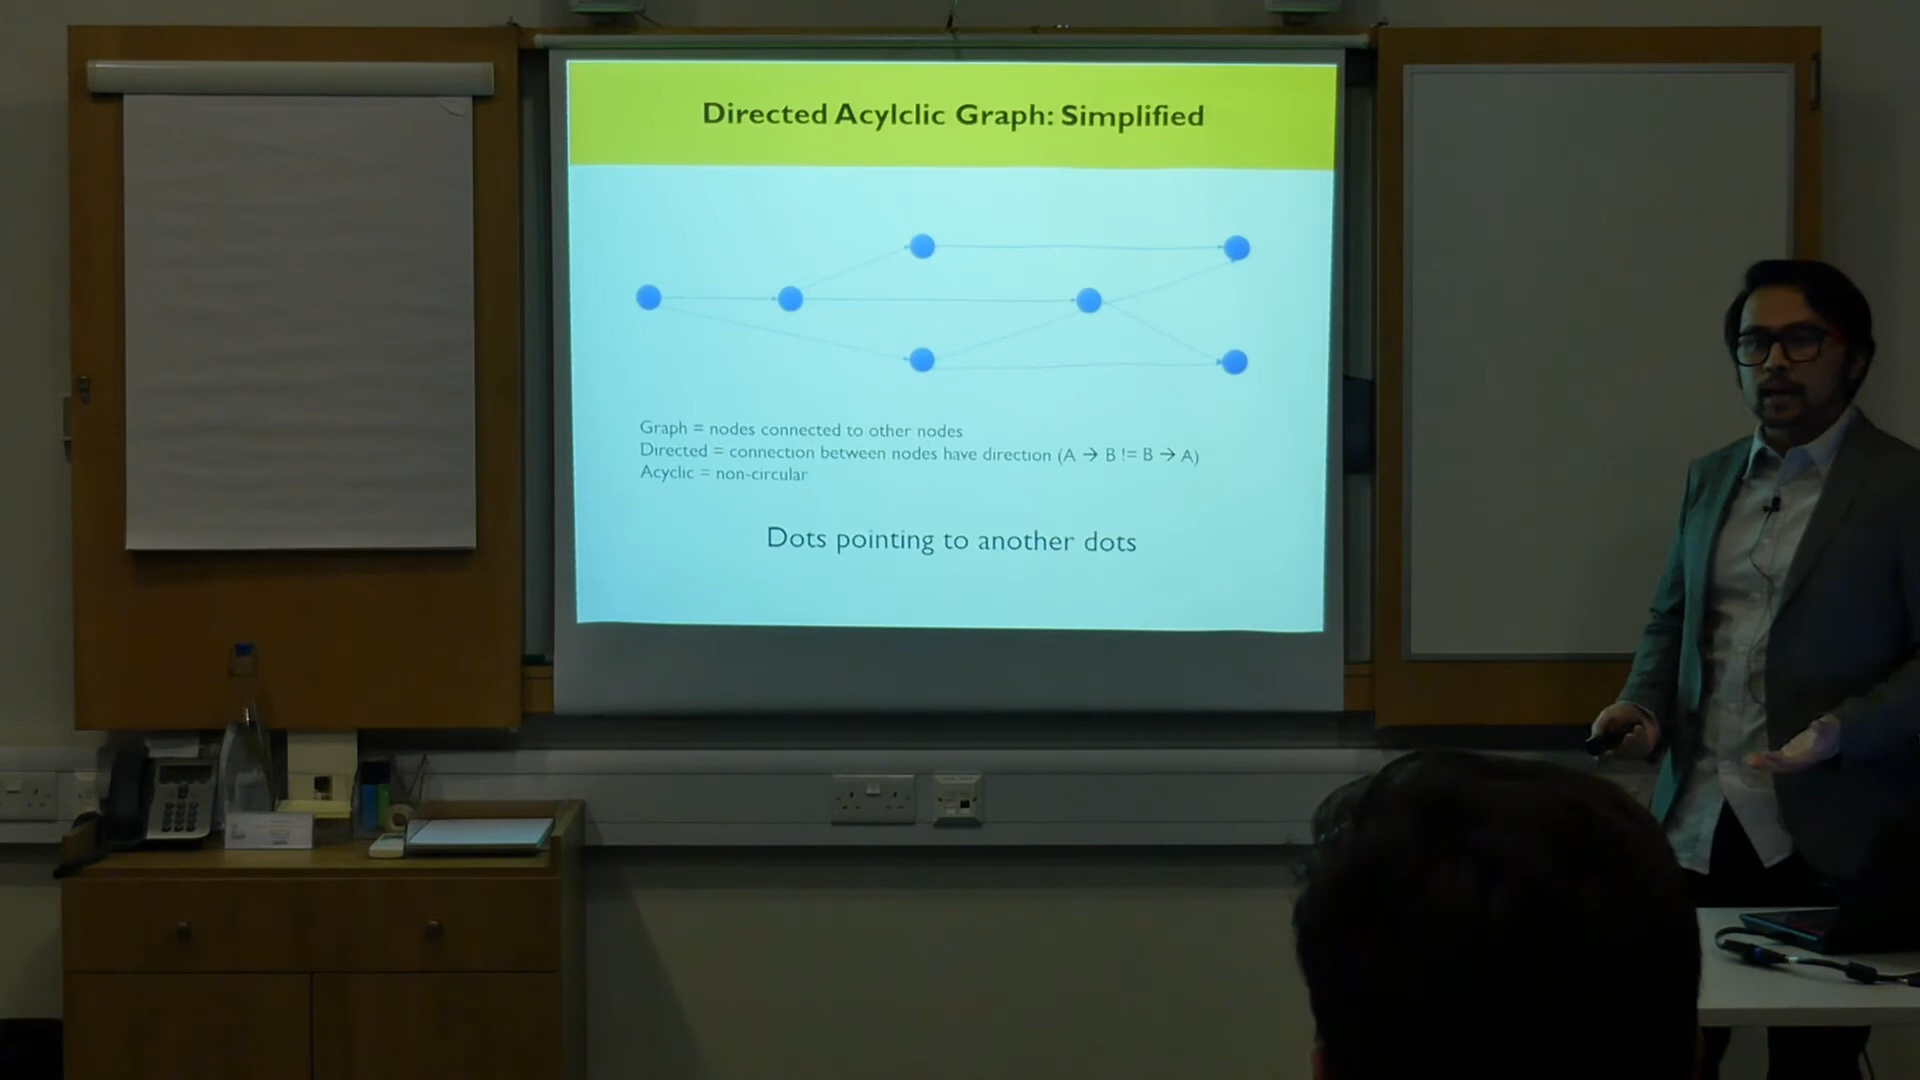 Directed Acylclic Graph: Simplified
Graph = nodes connected to other nodes
Directed = connection between nodes have direction (A → B != B → A)
Acyclic = non-circular
Dots pointing to another dots